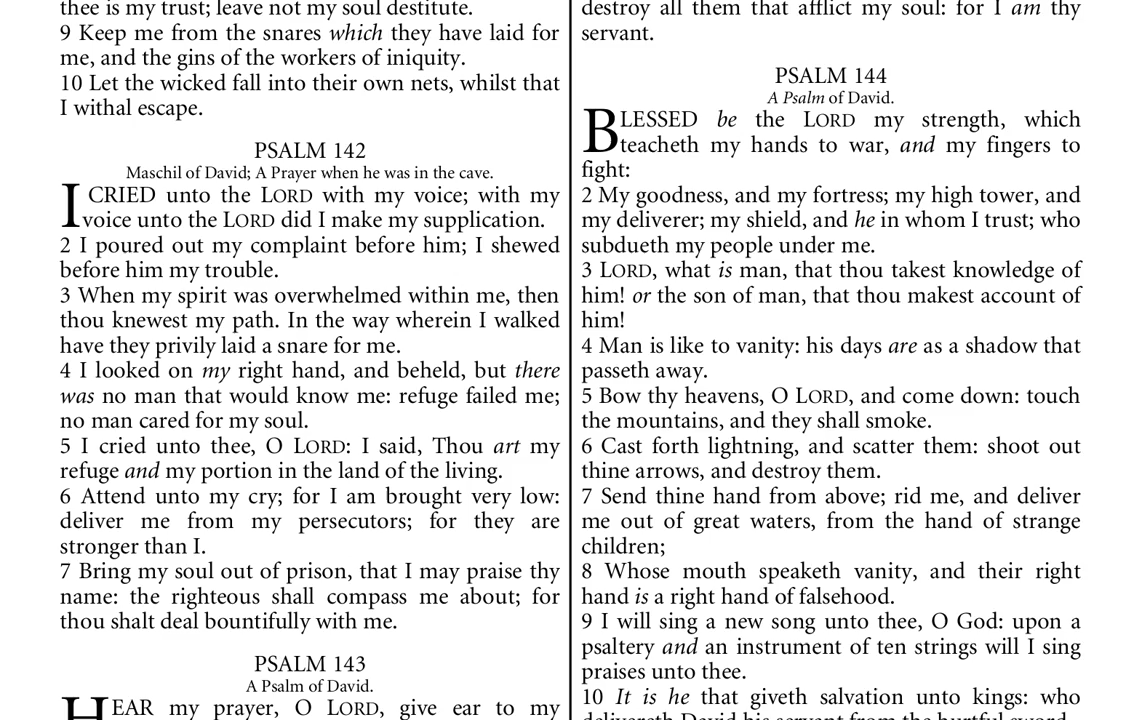 thee is my trust; leave not my soul destitute.
9 Keep me from the snares which they have laid for
me, and the gins of the workers of iniquity.
10 Let the wicked fall into their own nets, whilst that
I withal escape.
PSALM 142
Maschil of David; A Prayer when he was in the cave.
I CRIED unto the LORD with my voice; with my
voice unto the LORD did I make my supplication.
2 I poured out my complaint before him; I shewed
before him my trouble.
3 When my spirit was overwhelmed within me, then
thou knewest my path. In the way wherein I walked
have they privily laid a snare for me.
4 I looked on my right hand, and beheld, but there
was no man that would know me: refuge failed me;
no man cared for my soul.
5 I cried unto thee, O LORD: I said, Thou art my
refuge and my portion in the land of the living.
6 Attend unto my cry; for I am brought very low:
deliver me from my persecutors; for they are
stronger than I.
7 Bring my soul out of prison, that I may praise thy
name: the righteous shall compass me about; for
thou shalt deal bountifully with me.
PSALM 143
A Psalm of David.
HEAR my prayer, O LORD, give ear to my
destroy all them that afflict my soul: for I am thy
servant.
PSALM 144
A Psalm of David.
BLESSED be the LORD my strength, which
teacheth my hands to war, and my fingers to
fight:
2 My goodness, and my fortress; my high tower, and
my deliverer; my shield, and he in whom I trust; who
subdueth my people under me.
3 LORD, what is man, that thou takest knowledge of
him! or the son of man, that thou makest account of
him!
4 Man is like to vanity: his days are as a shadow that
passeth away.
5 Bow thy heavens, O LORD, and come down: touch
the mountains, and they shall smoke.
6 Cast forth lightning, and scatter them: shoot out
thine arrows, and destroy them.
7 Send thine hand from above; rid me, and deliver
me out of great waters, from the hand of strange
children;
8 Whose mouth speaketh vanity, and their right
hand is a right hand of falsehood.
9 I will sing a new song unto thee, O God: upon a
psaltery and an instrument of ten strings will I sing
praises unto thee.
10 It is he that giveth salvation unto kings: who
delivereth David his servant from the hurtful sword.